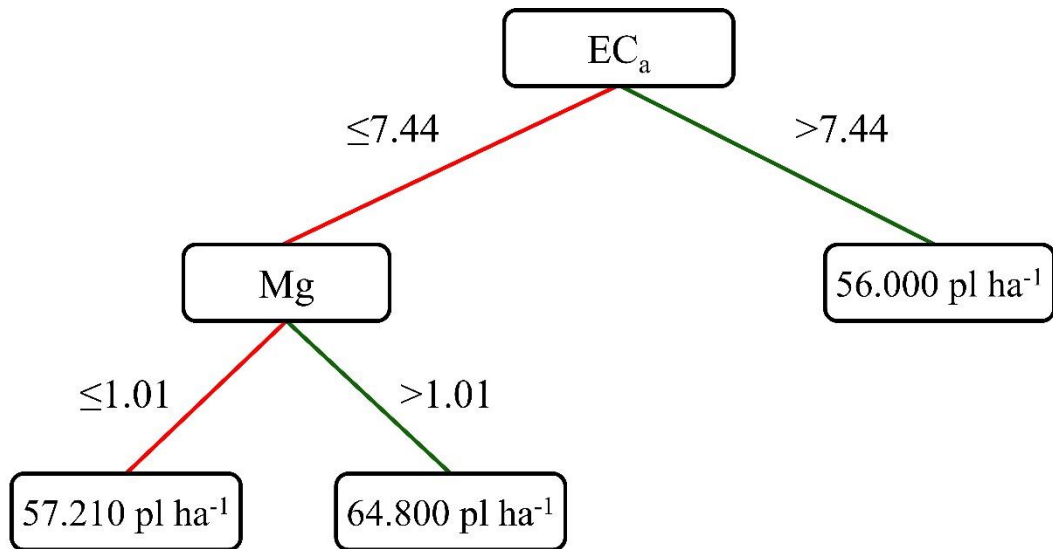 ECₐ
≤7.44
>7.44
Mg
56.000 pl ha⁻¹
≤1.01
>1.01
57.210 pl ha⁻¹
64.800 pl ha⁻¹